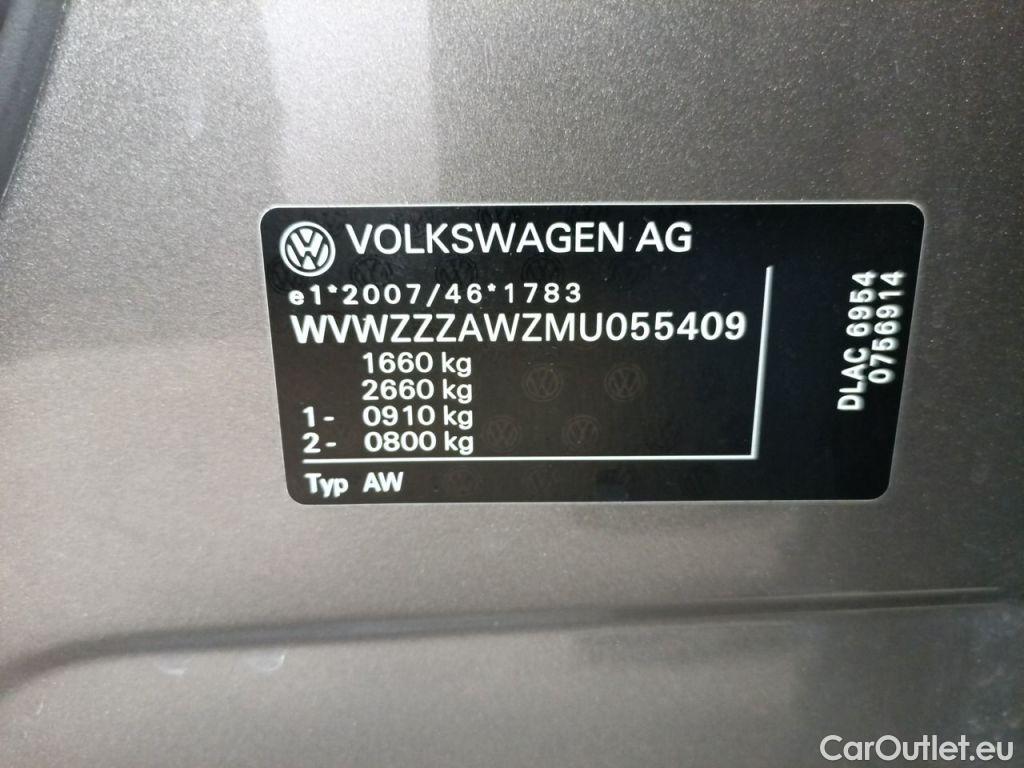 VOLKSWAGEN AG
e1*2007/46*1783
WVWZZZAWZMU055409
1660 kg
2660 kg
1- 0910 kg
2- 0800 kg
Typ AW
DLAC 6954
0756914
CarOutlet.eu